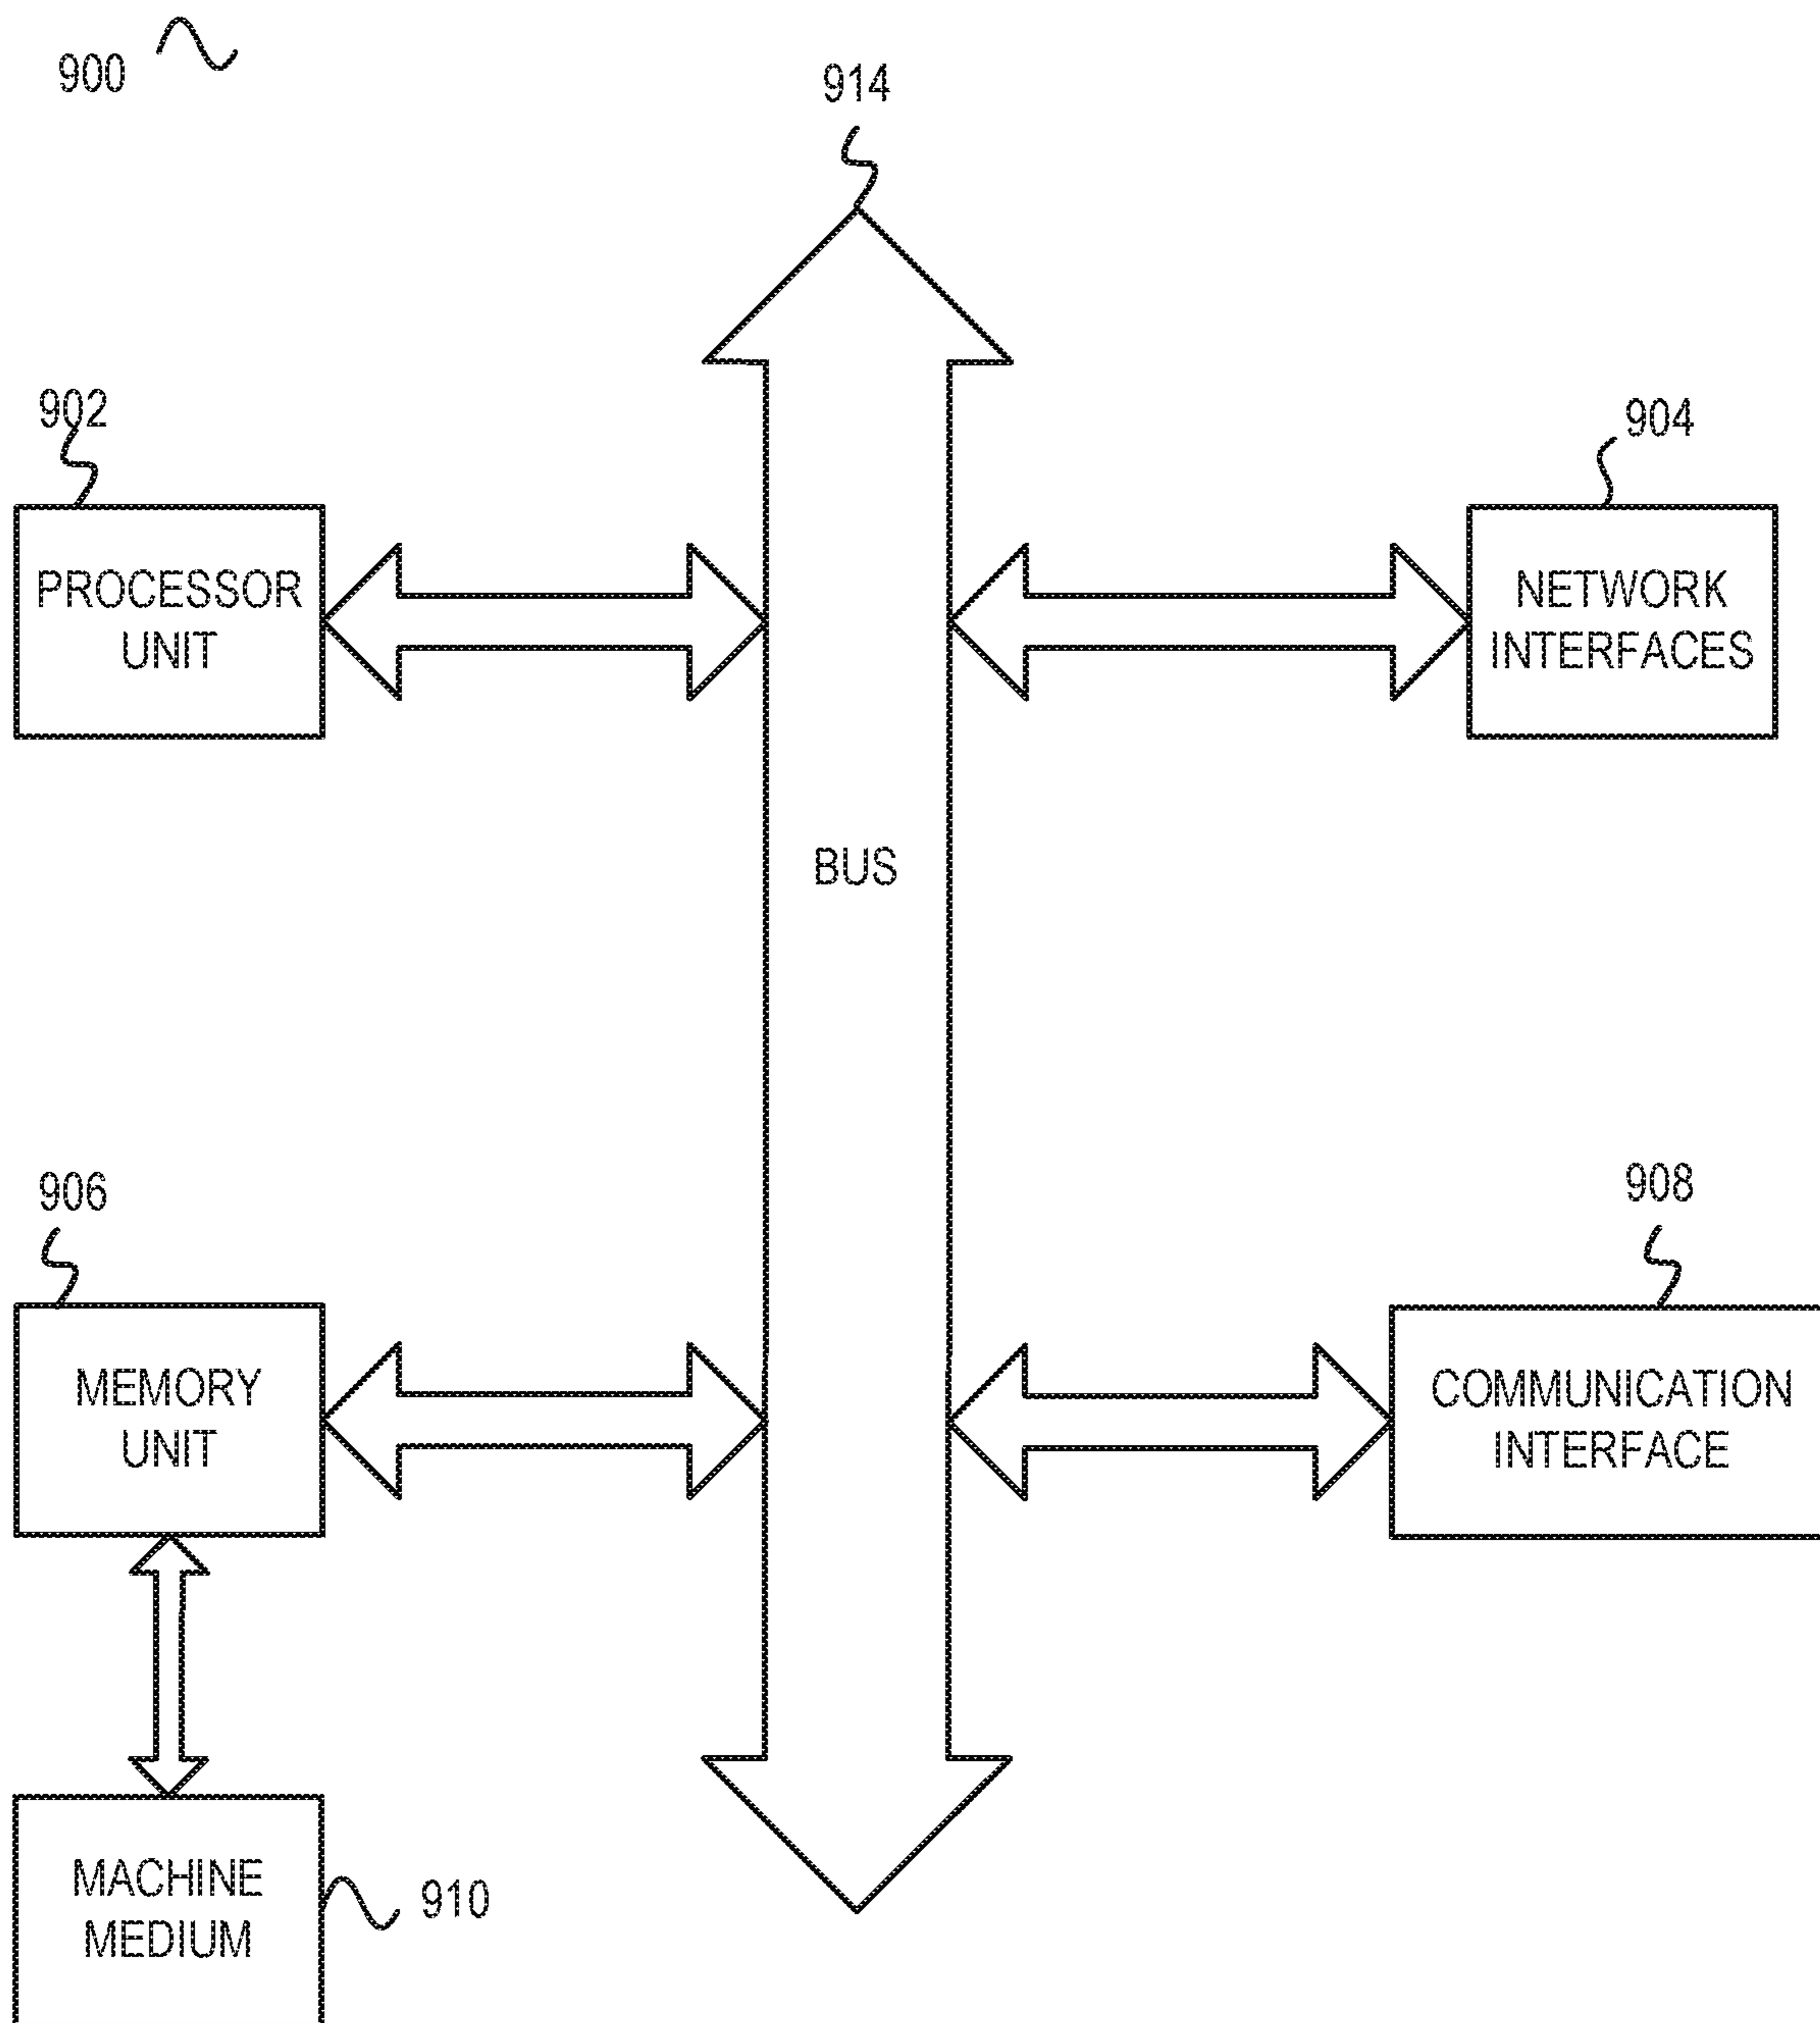 900
914
902
904
PROCESSOR
UNIT
NETWORK
INTERFACES
BUS
906
908
MEMORY
UNIT
COMMUNICATION
INTERFACE
MACHINE
MEDIUM
910